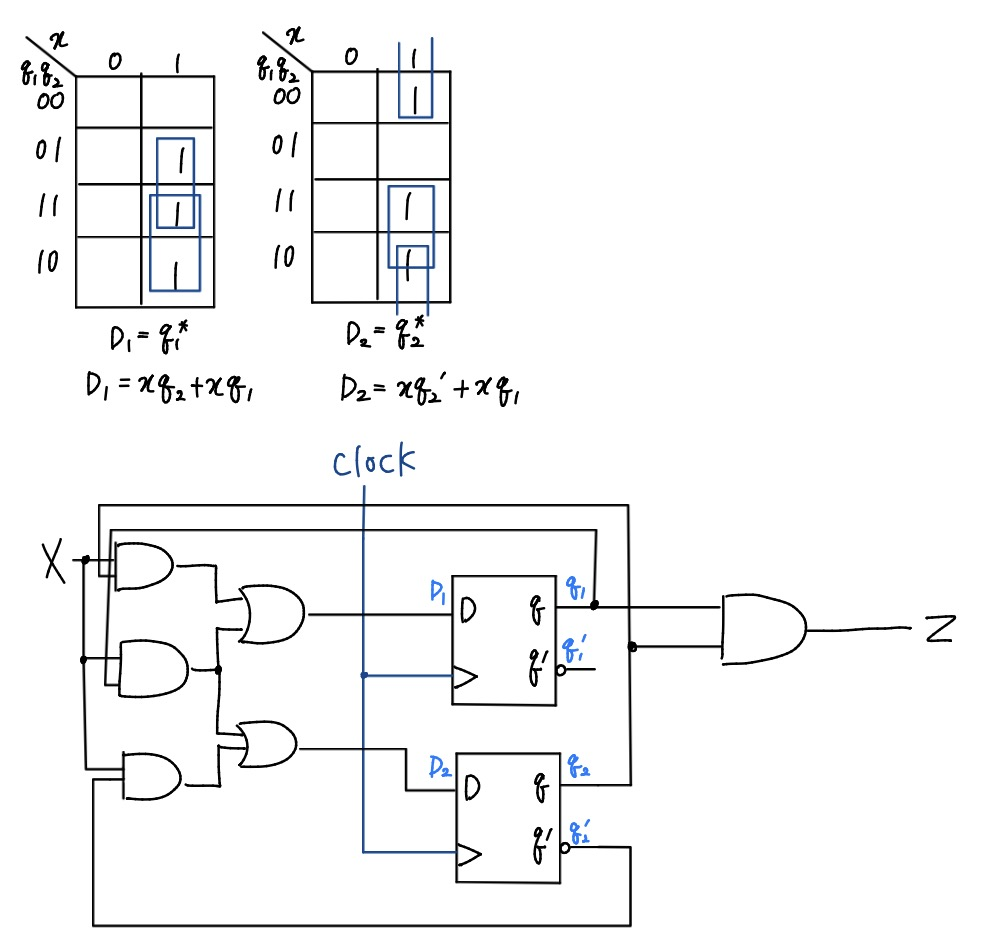 x x
q₁q₂ 0 1 q₁q₂ 0 1
00 00 1
01 1 01
11 1 11 1
10 1 10 1
D₁ = q₁* D₂ = q₂*
D₁ = xq₂ + xq₁ D₂ = xq₂' + xq₁
clock
X
D₁ D q q₁
q' q₁'
Z
D₂ D q q₂
q' q₂'